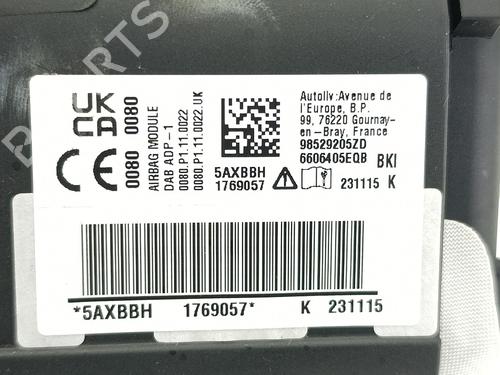 UK
CA
CE
0080
0080
AIRBAG MODULE
DAB ADP-1
0080.P1.11.0022
0080.P1.11.0022.UK
5AXBBH
1769057
Autoliv:Avenue de
l'Europe, B.P.
99, 76220 Gournay-
en-Bray, France
98529205ZD
6606405EQB BKI
231115 K
*5AXBBH 1769057* K 231115
PARTS